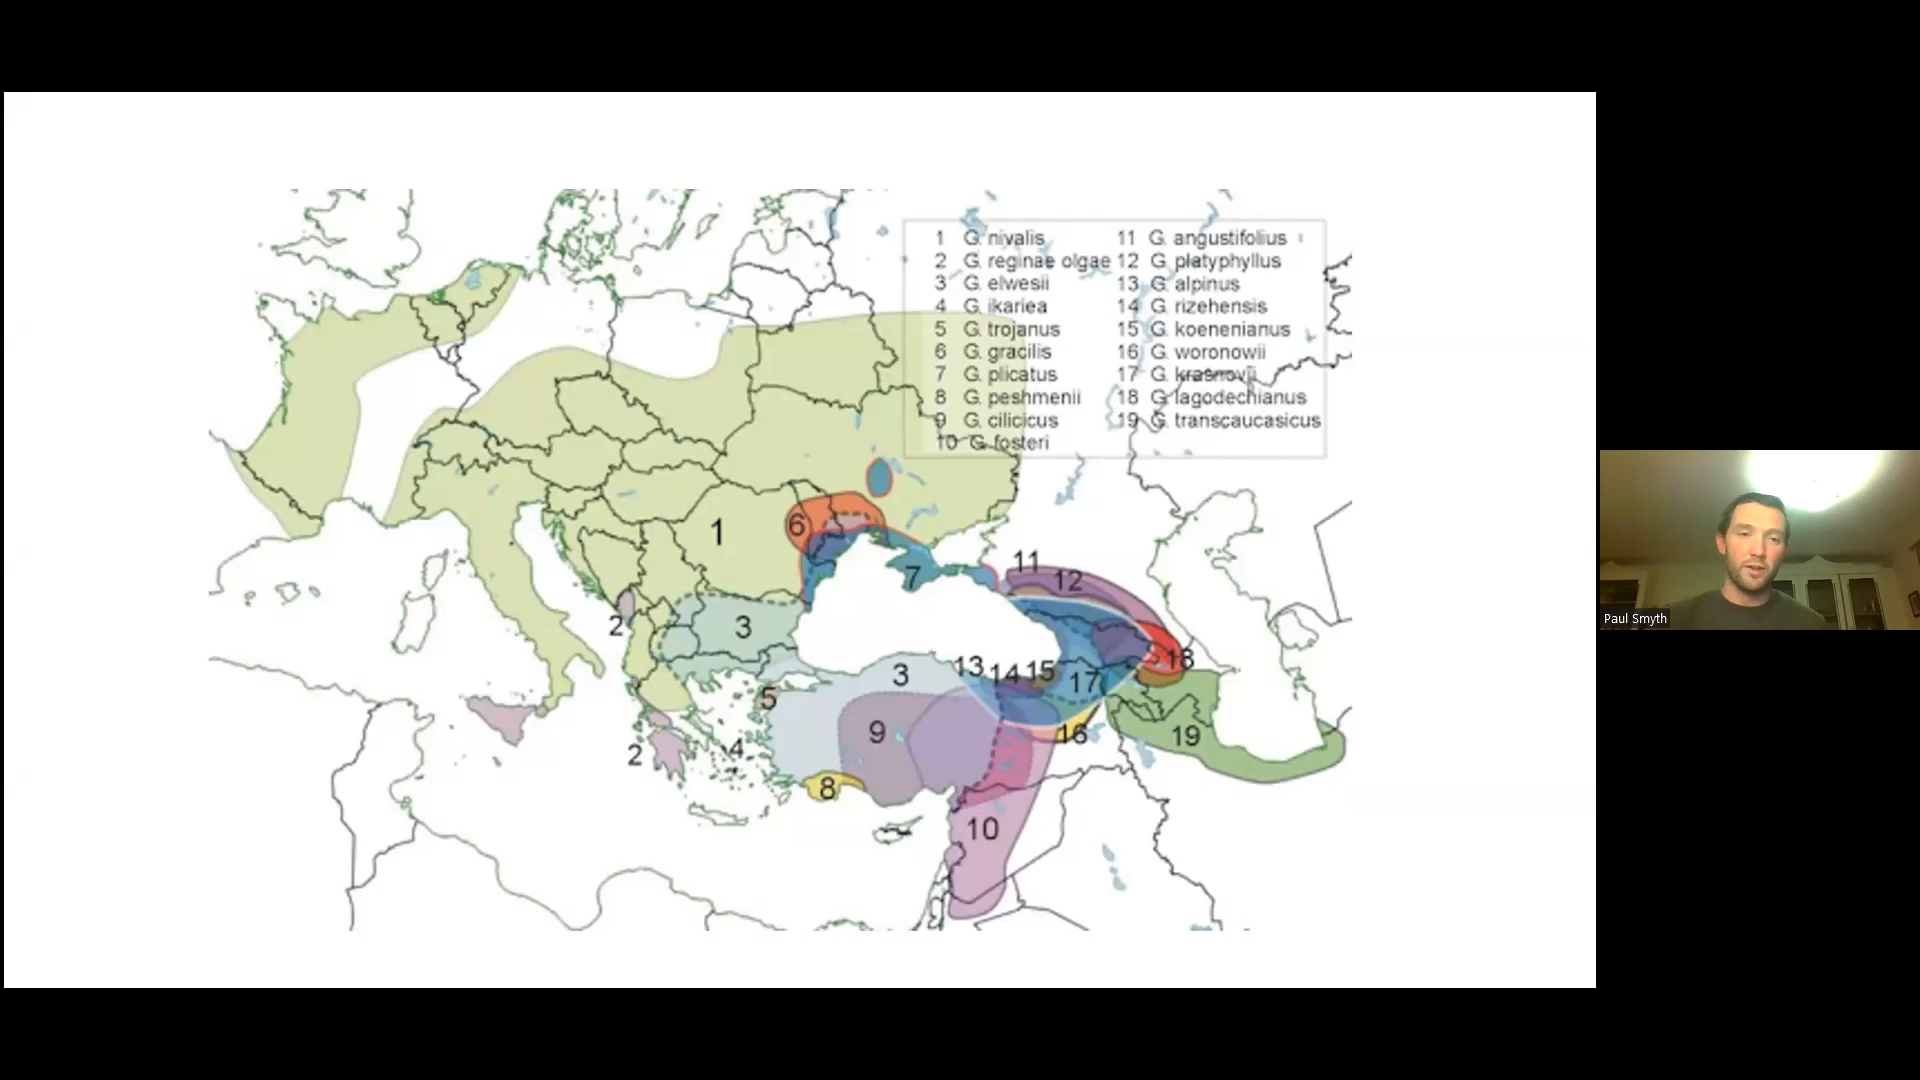 1 G. nivalis
2 G. reginae olgae
3 G. elwesii
4 G. ikariea
5 G. trojanus
6 G. gracilis
7 G. plicatus
8 G. peshmenii
9 G. cilicicus
10 G. fosteri
11 G. angustifolius
12 G. platyphyllus
13 G. alpinus
14 G. rizehensis
15 G. koenenianus
16 G. woronowii
17 G. krasnovii
18 G. lagodechianus
19 G. transcaucasicus
6
1
7
11
12
2
3
3
13
14
15
17
18
5
9
16
19
2
4
8
10
Paul Smyth